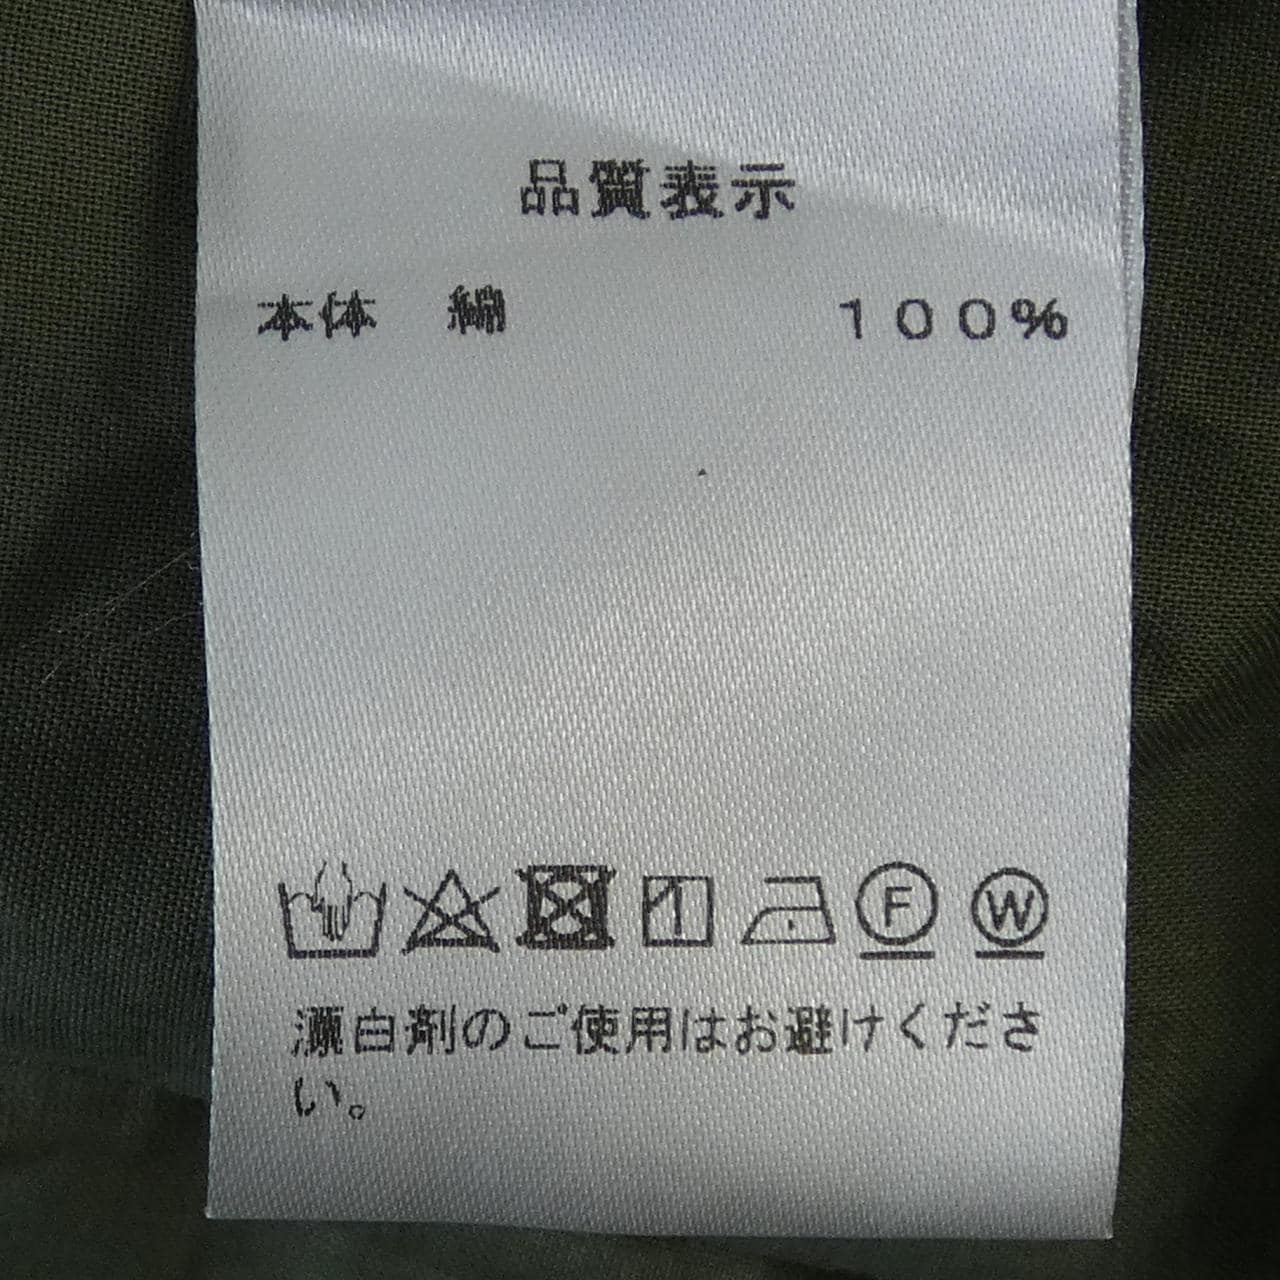 品質表示
本体 綿 100%
F W
漂白剤のご使用はお避けくださ
い。